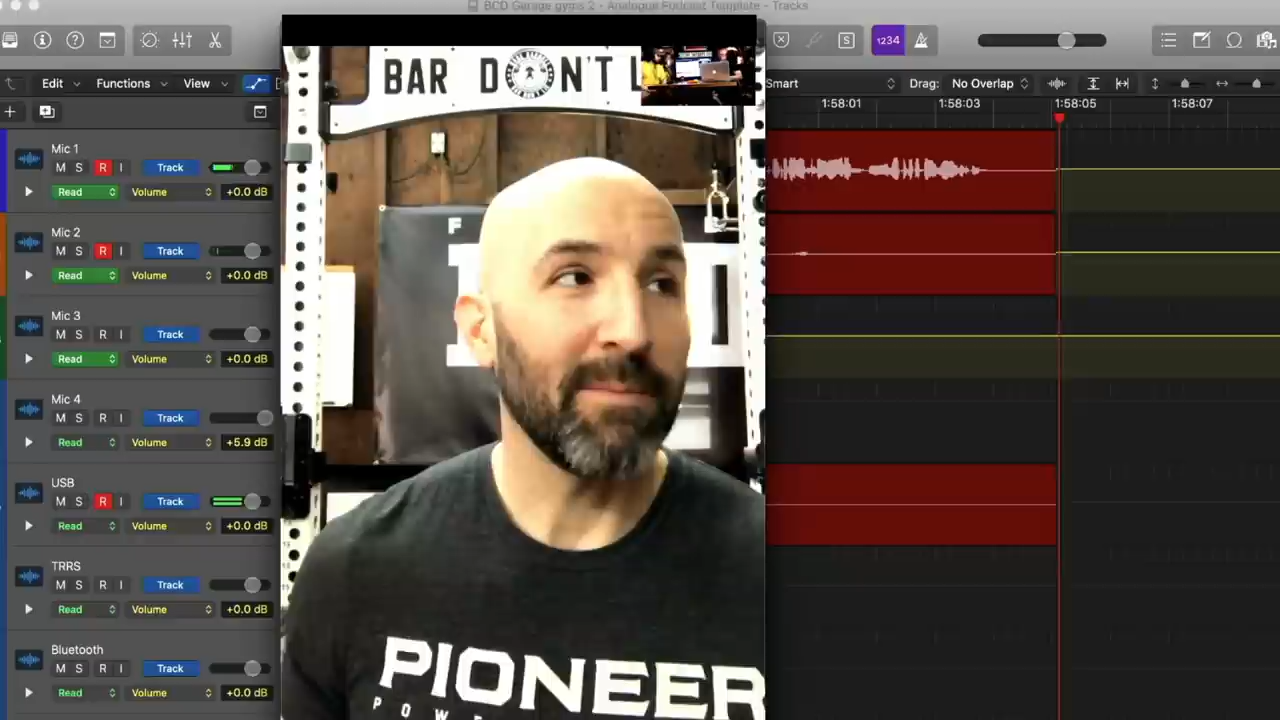 BCD Garage gyms 2 - Analogue Podcast Template - Tracks
1234
Edit Functions View
Smart Drag: No Overlap
1:58:01 1:58:03 1:58:05 1:58:07
BAR D N'T L
Mic 1
M S R I Track
Read Volume +0.0 dB
Mic 2
M S R I Track
Read Volume +0.0 dB
Mic 3
M S R I Track
Read Volume +0.0 dB
Mic 4
M S R I Track
Read Volume +5.9 dB
USB
M S R I Track
Read Volume +0.0 dB
TRRS
M S R I Track
Read Volume +0.0 dB
Bluetooth
M S R I Track
Read Volume +0.0 dB
PIONEER
POWE